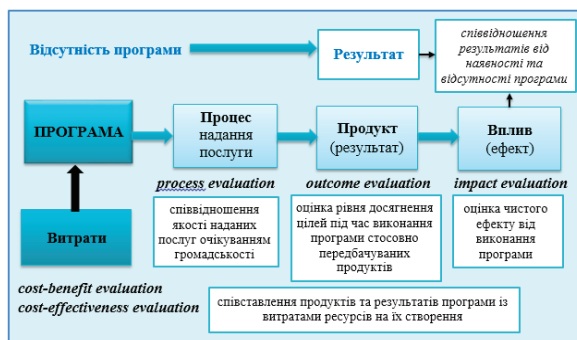 Відсутність програми
Результат
співвідношення
результатів від
наявності та
відсутності програми
ПРОГРАМА
Процес
надання
послуги
Продукт
(результат)
Вплив
(ефект)
process evaluation
outcome evaluation
impact evaluation
Витрати
співвідношення
якості наданих
послуг очікуванням
громадськості
оцінка рівня досягнення
цілей під час виконання
програми стосовно
передбачуваних
продуктів
оцінка чистого
ефекту від
виконання
програми
cost-benefit evaluation
cost-effectiveness evaluation
співставлення продуктів та результатів програми із
витратами ресурсів на їх створення